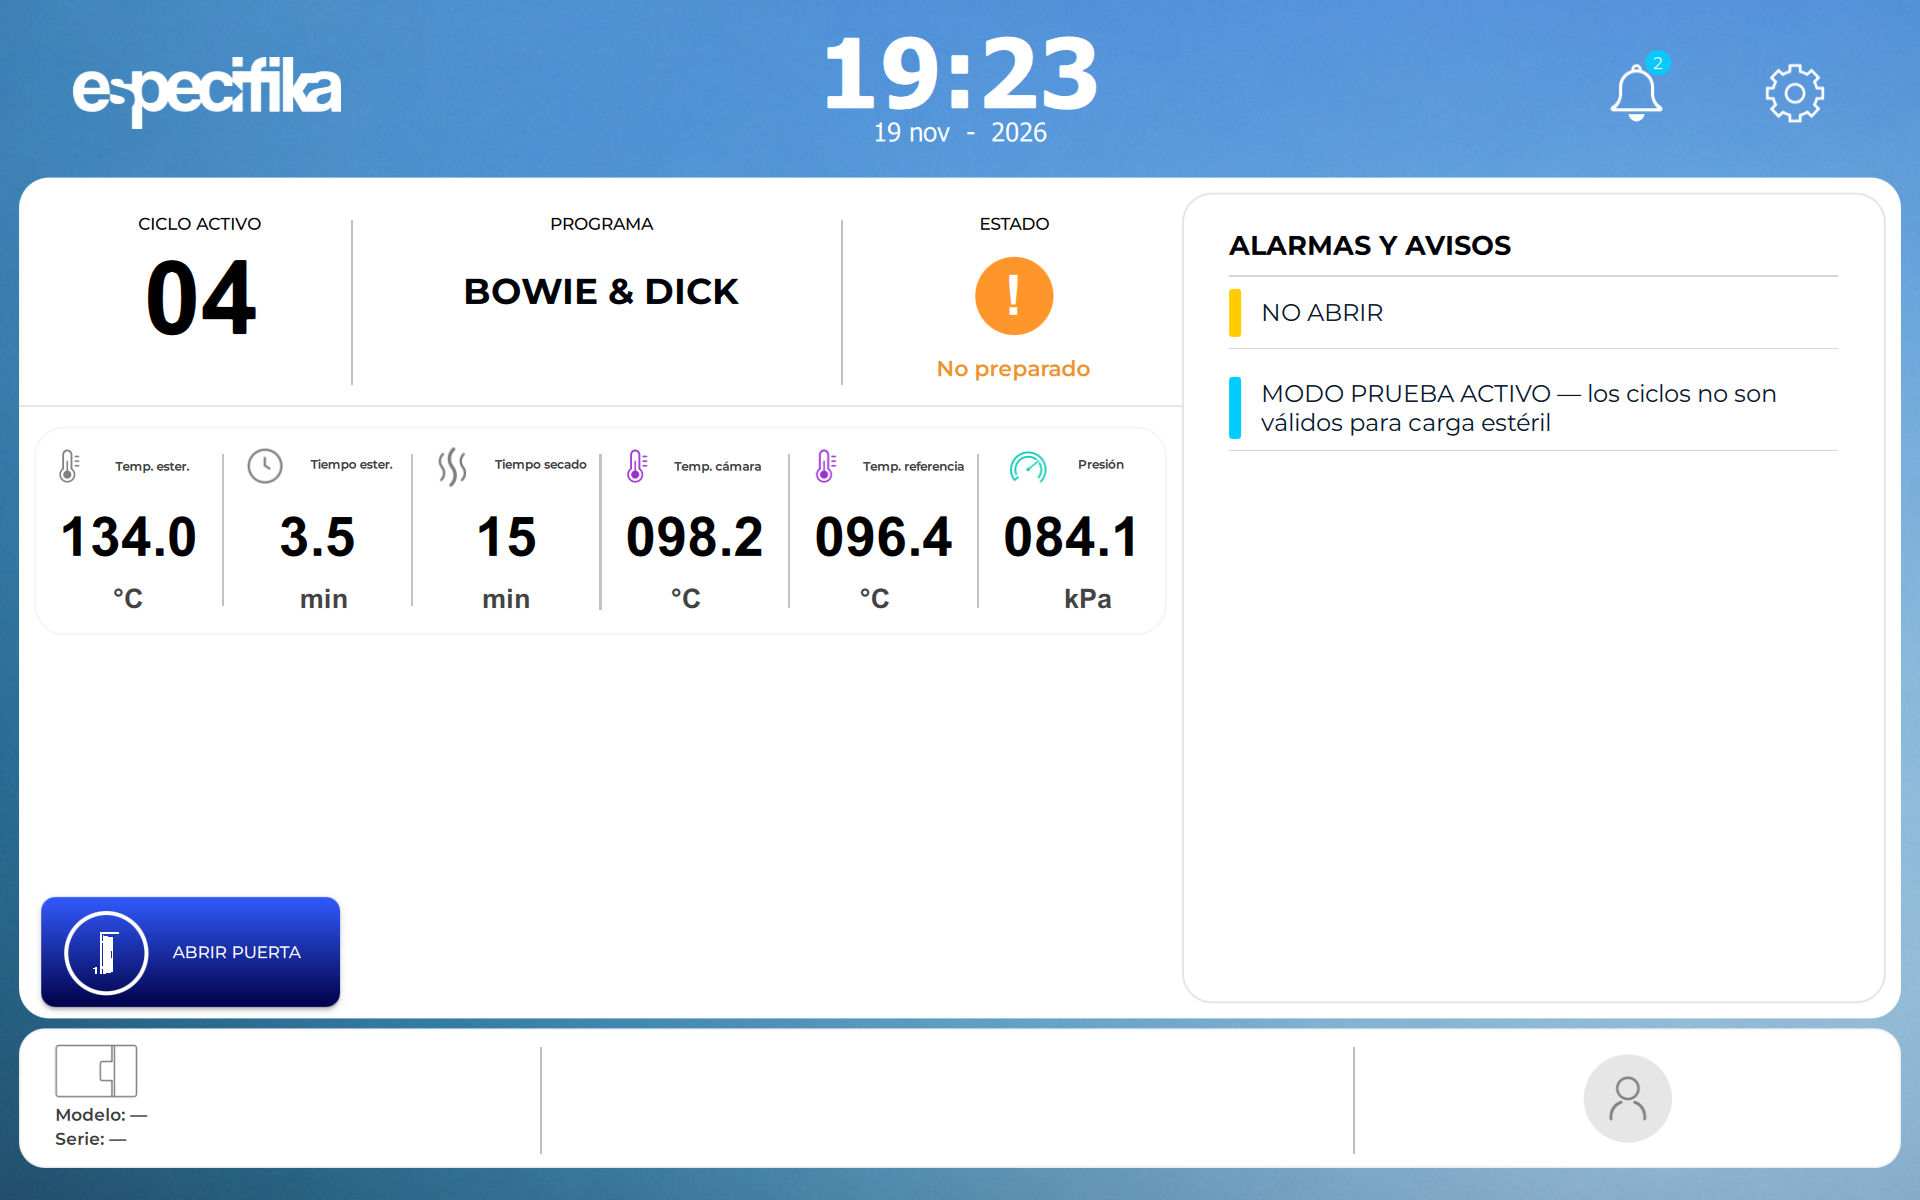 especifika
19:23
19 nov - 2026
2
CICLO ACTIVO
04
PROGRAMA
BOWIE & DICK
ESTADO
!
No preparado
Temp. ester.
134.0
°C
Tiempo ester.
3.5
min
Tiempo secado
15
min
Temp. cámara
098.2
°C
Temp. referencia
096.4
°C
Presión
084.1
kPa
ABRIR PUERTA
ALARMAS Y AVISOS
NO ABRIR
MODO PRUEBA ACTIVO — los ciclos no son
válidos para carga estéril
Modelo: —
Serie: —